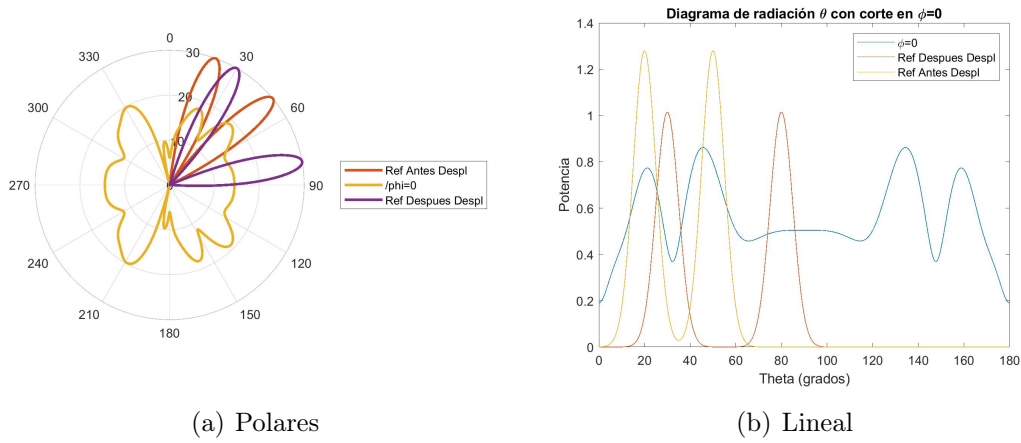 0
30
60
90
120
150
180
210
240
270
300
330
10
20
30
Ref Antes Despl
/phi=0
Ref Despues Despl
(a) Polares
Diagrama de radiación θ con corte en ϕ=0
ϕ=0
Ref Despues Despl
Ref Antes Despl
Potencia
1.4
1.2
1
0.8
0.6
0.4
0.2
0
0 20 40 60 80 100 120 140 160 180
Theta (grados)
(b) Lineal